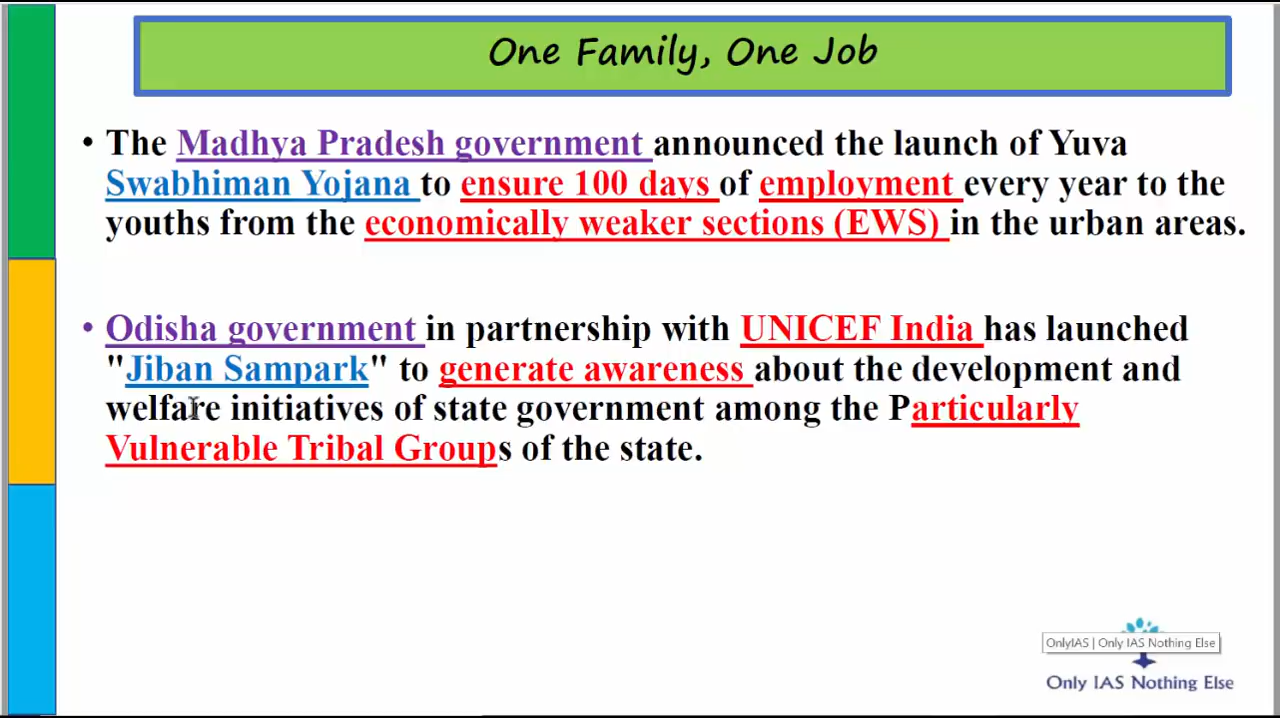 One Family, One Job
• The Madhya Pradesh government announced the launch of Yuva
Swabhiman Yojana to ensure 100 days of employment every year to the
youths from the economically weaker sections (EWS) in the urban areas.
• Odisha government in partnership with UNICEF India has launched
"Jiban Sampark" to generate awareness about the development and
welfare initiatives of state government among the Particularly
Vulnerable Tribal Groups of the state.
OnlyIAS | Only IAS Nothing Else
Only IAS Nothing Else